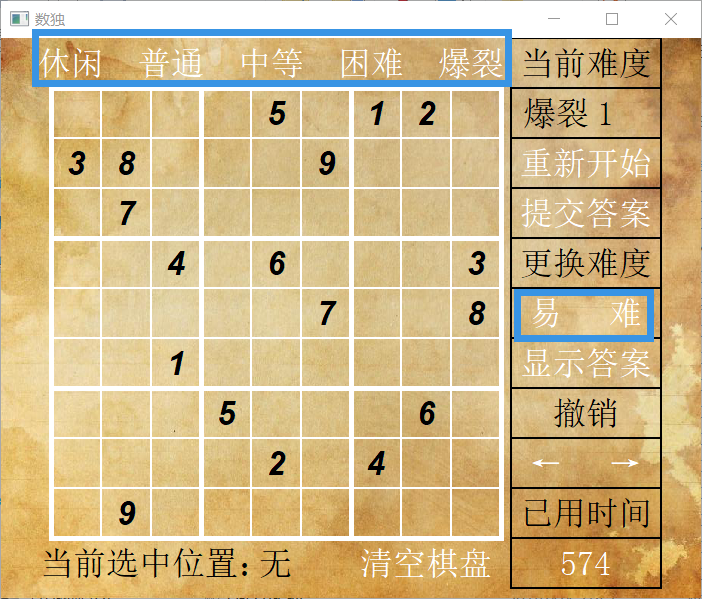 数独
休闲 普通 中等 困难 爆裂 当前难度
5 1 2 爆裂 1
3 8 9 重新开始
7 提交答案
4 6 3 更换难度
7 8 易 难
1 显示答案
5 6 撤销
2 4 ← →
9 已用时间
当前选中位置：无 清空棋盘 574